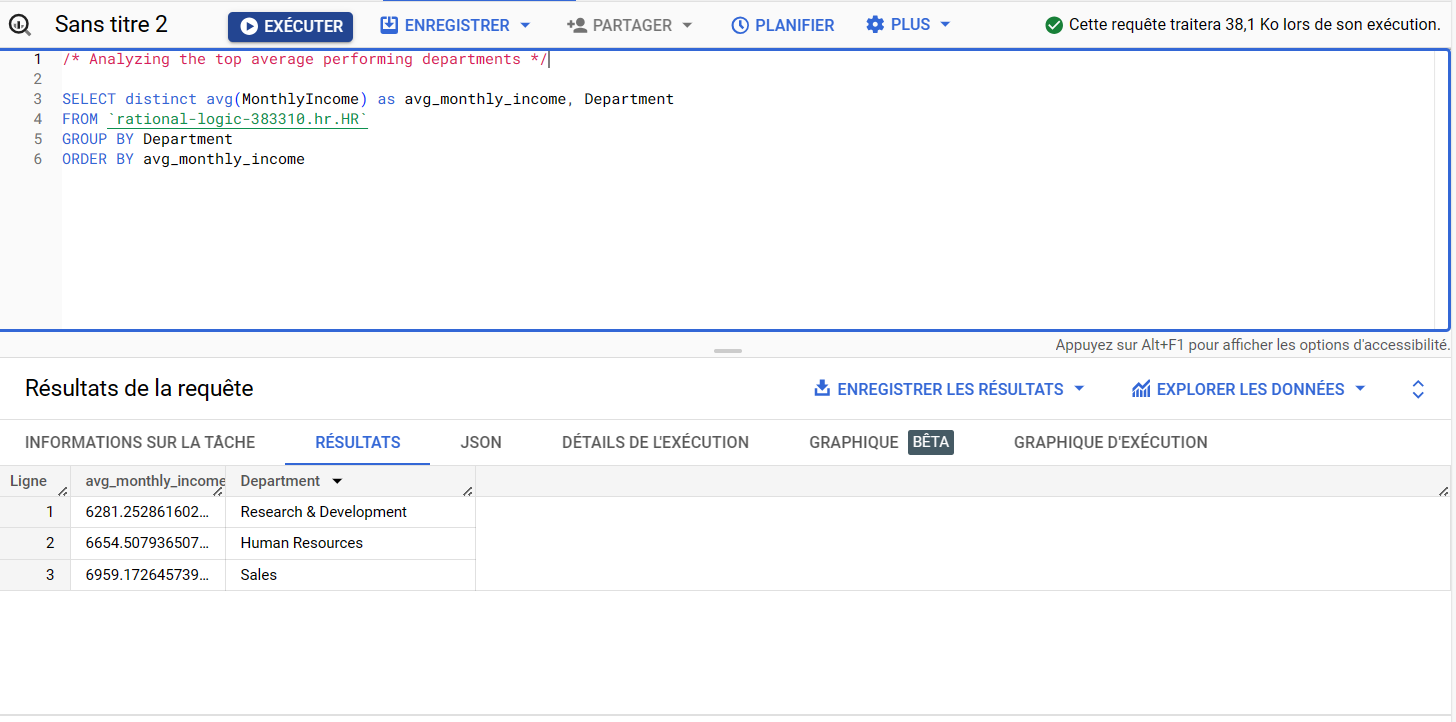 Sans titre 2 EXÉCUTER ENREGISTRER PARTAGER PLANIFIER PLUS Cette requête traitera 38,1 Ko lors de son exécution.
1 /* Analyzing the top average performing departments */
2
3 SELECT distinct avg(MonthlyIncome) as avg_monthly_income, Department
4 FROM `rational-logic-383310.hr.HR`
5 GROUP BY Department
6 ORDER BY avg_monthly_income
Appuyez sur Alt+F1 pour afficher les options d'accessibilité.
Résultats de la requête ENREGISTRER LES RÉSULTATS EXPLORER LES DONNÉES
INFORMATIONS SUR LA TÂCHE RÉSULTATS JSON DÉTAILS DE L'EXÉCUTION GRAPHIQUE BÊTA GRAPHIQUE D'EXÉCUTION
Ligne avg_monthly_income Department
1 6281.252861602... Research & Development
2 6654.507936507... Human Resources
3 6959.172645739... Sales